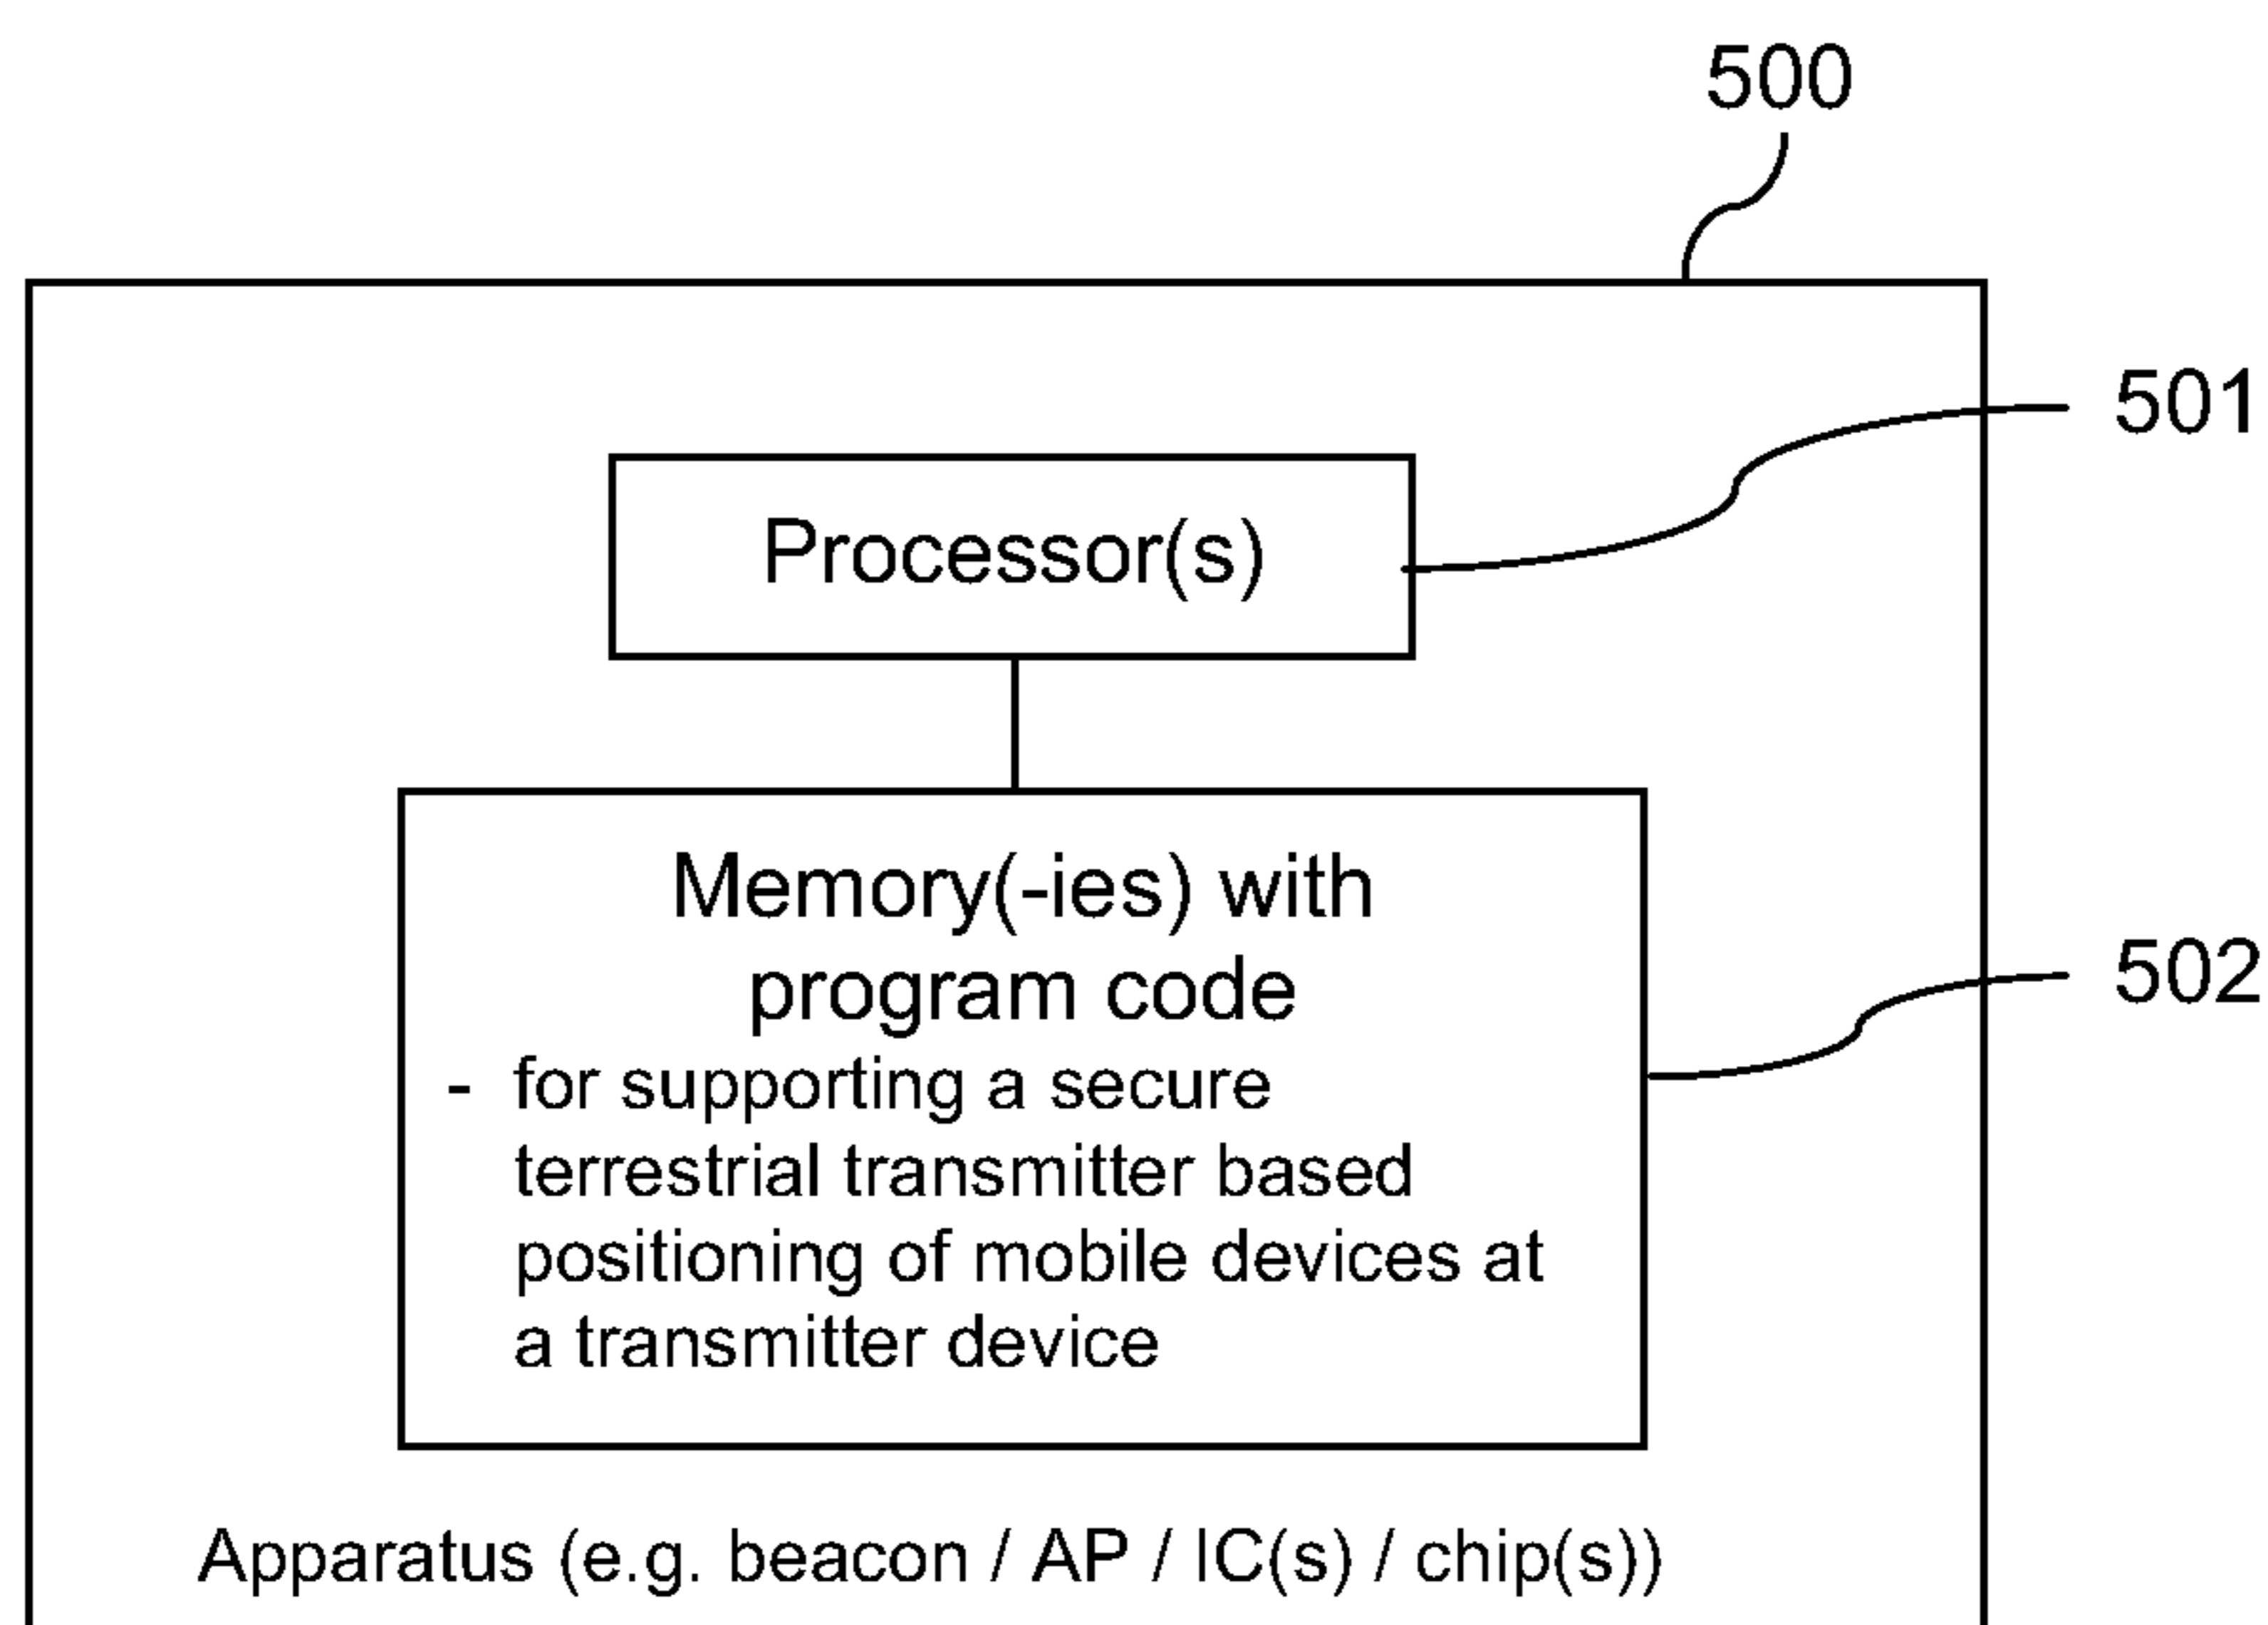 500
501
Processor(s)
Memory(-ies) with
program code
502
- for supporting a secure
terrestrial transmitter based
positioning of mobile devices at
a transmitter device
Apparatus (e.g. beacon / AP / IC(s) / chip(s))